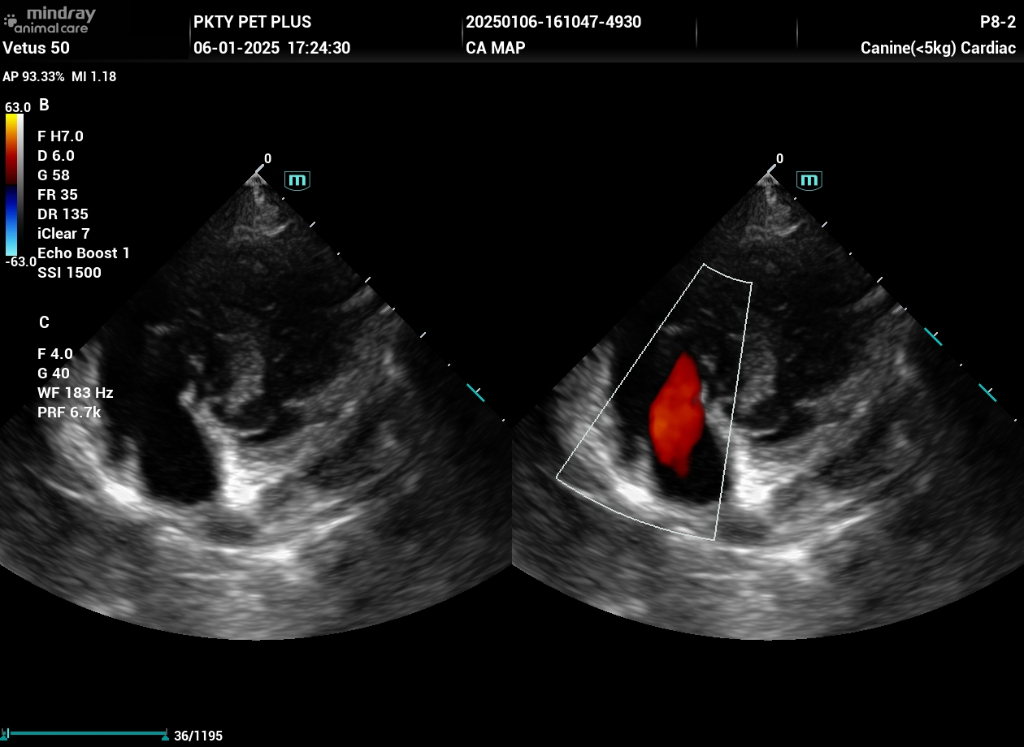 mindray
animalcare
Vetus 50
PKTY PET PLUS
06-01-2025 17:24:30
20250106-161047-4930
CA MAP
P8-2
Canine(<5kg) Cardiac
AP 93.33% MI 1.18
63.0
B
F H7.0
D 6.0
G 58
FR 35
DR 135
iClear 7
Echo Boost 1
-63.0
SSI 1500
C
F 4.0
G 40
WF 183 Hz
PRF 6.7k
0
m
0
m
36/1195